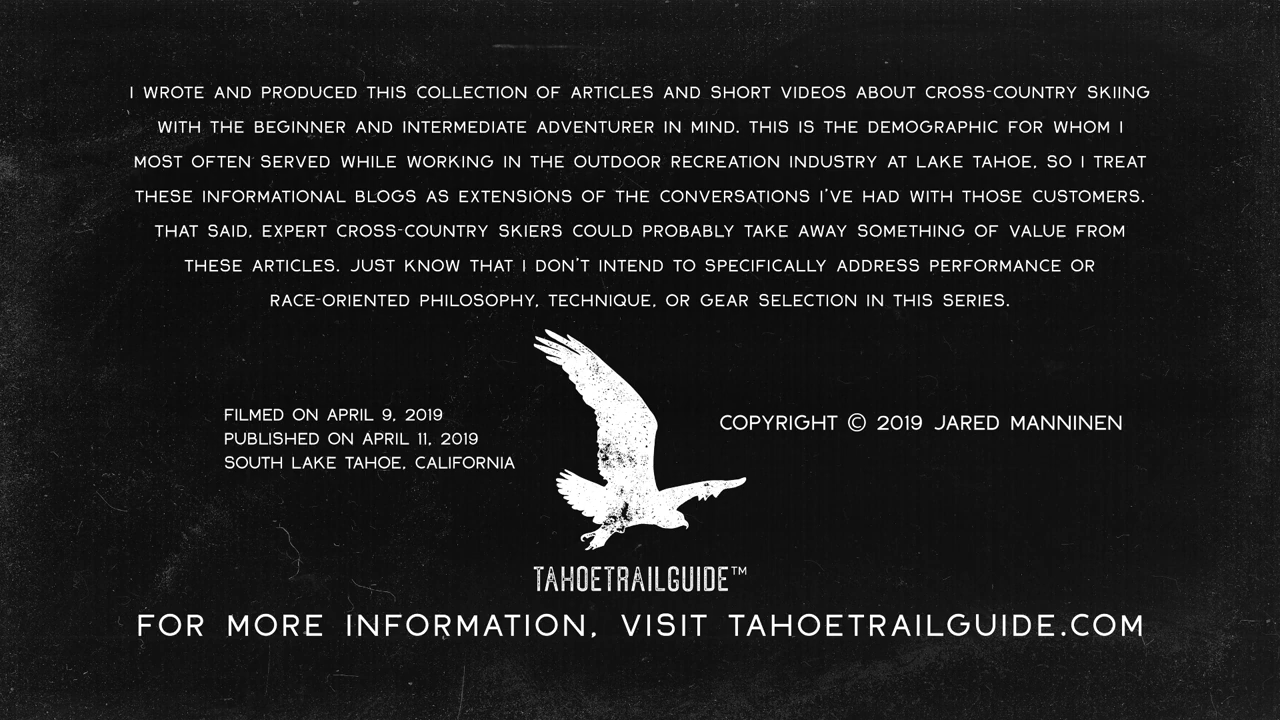 I WROTE AND PRODUCED THIS COLLECTION OF ARTICLES AND SHORT VIDEOS ABOUT CROSS-COUNTRY SKIING
WITH THE BEGINNER AND INTERMEDIATE ADVENTURER IN MIND. THIS IS THE DEMOGRAPHIC FOR WHOM I
MOST OFTEN SERVED WHILE WORKING IN THE OUTDOOR RECREATION INDUSTRY AT LAKE TAHOE, SO I TREAT
THESE INFORMATIONAL BLOGS AS EXTENSIONS OF THE CONVERSATIONS I'VE HAD WITH THOSE CUSTOMERS.
THAT SAID, EXPERT CROSS-COUNTRY SKIERS COULD PROBABLY TAKE AWAY SOMETHING OF VALUE FROM
THESE ARTICLES. JUST KNOW THAT I DON'T INTEND TO SPECIFICALLY ADDRESS PERFORMANCE OR
RACE-ORIENTED PHILOSOPHY, TECHNIQUE, OR GEAR SELECTION IN THIS SERIES.
FILMED ON APRIL 9, 2019
PUBLISHED ON APRIL 11, 2019
SOUTH LAKE TAHOE, CALIFORNIA
COPYRIGHT © 2019 JARED MANNINEN
TAHOETRAILGUIDE™
FOR MORE INFORMATION, VISIT TAHOETRAILGUIDE.COM